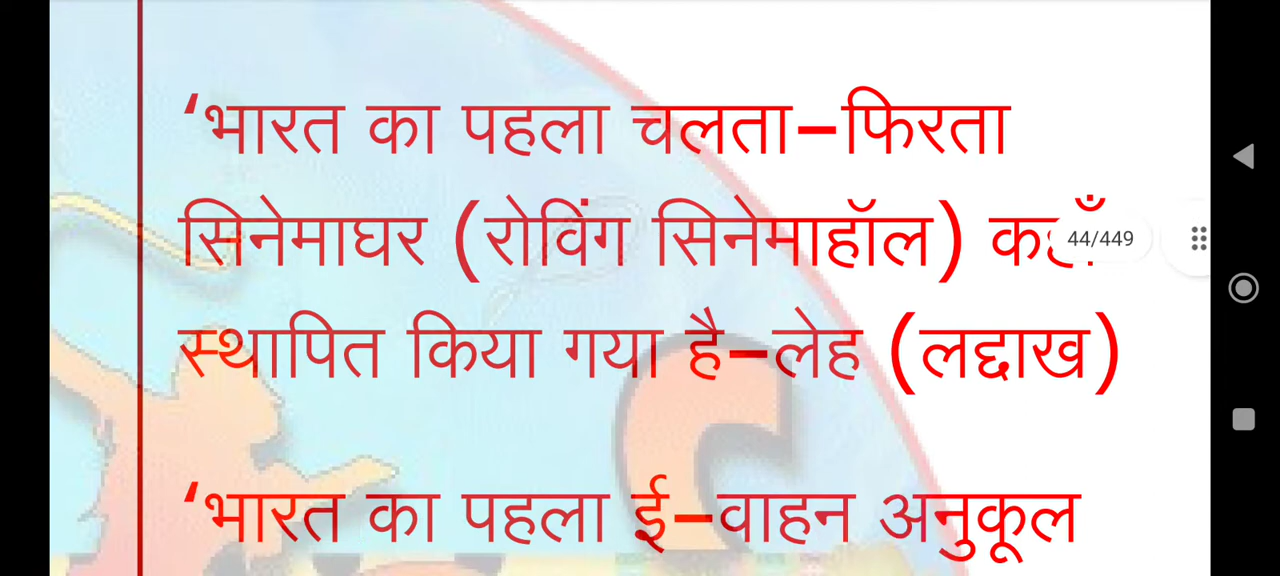 ‘भारत का पहला चलता–फिरता
सिनेमाघर (रोविंग सिनेमाहॉल)
44/449
स्थापित किया गया है–लेह (लद्दाख)
‘भारत का पहला ई–वाहन अनुकूल